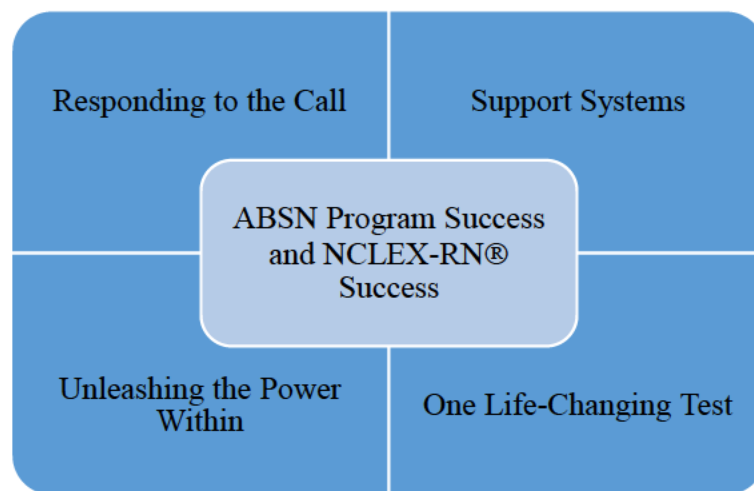 Responding to the Call
Support Systems
ABSN Program Success
and NCLEX-RN®
Success
Unleashing the Power
Within
One Life-Changing Test